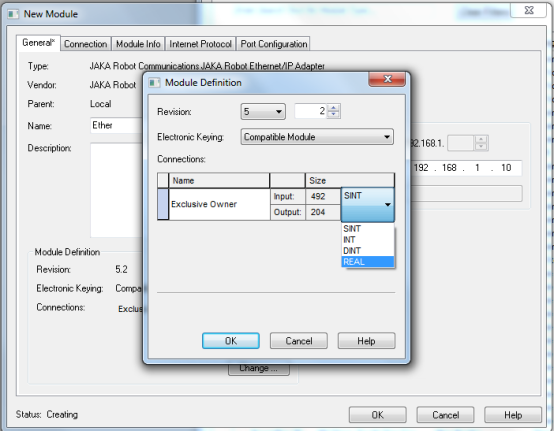 New Module
General* Connection Module Info Internet Protocol Port Configuration
Type: JAKA Robot Communications JAKA Robot Ethernet/IP Adapter
Vendor: JAKA Robot
Parent: Local
Name: Ether
Description:
92.168.1.
192 . 168 . 1 . 10
Module Definition
Revision: 5.2
Electronic Keying: Compa
Connections: Exclus
Change ...
Status: Creating
OK Cancel Help
Module Definition
Revision: 5 2
Electronic Keying: Compatible Module
Connections:
Name Size
Exclusive Owner Input: 492 SINT
Output: 204
SINT
INT
DINT
REAL
OK Cancel Help